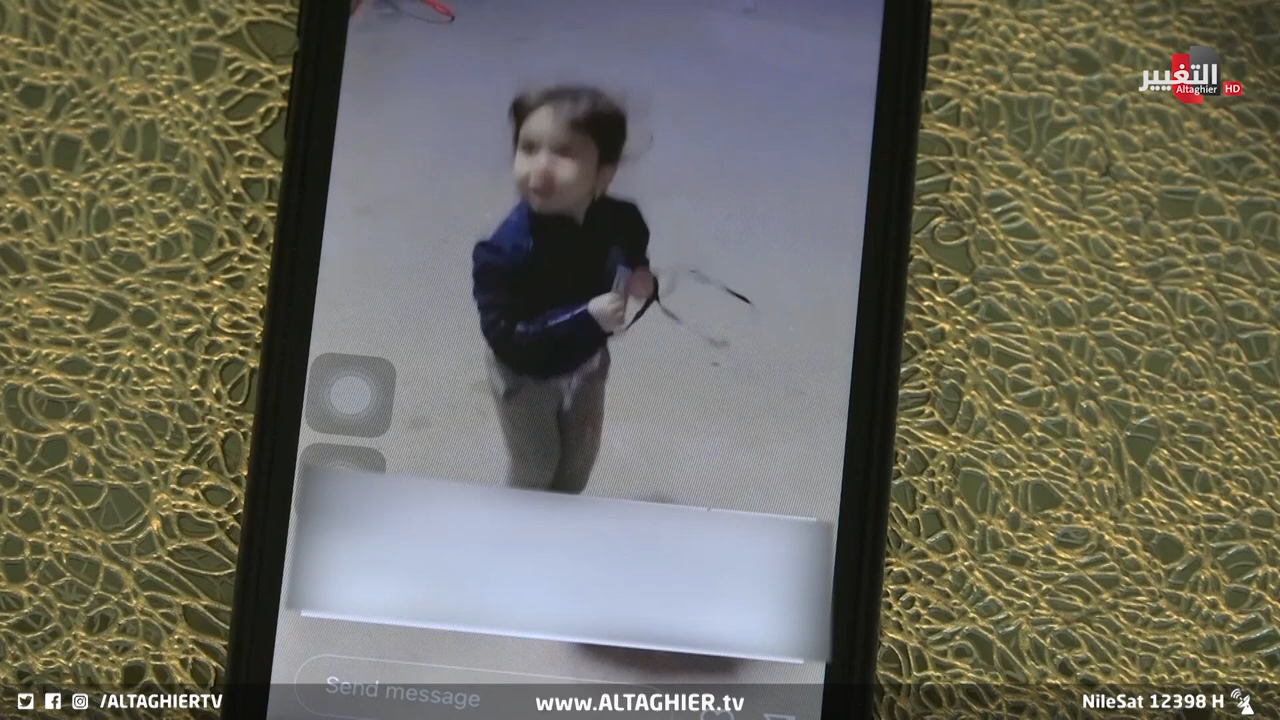 التغيير
Altaghier HD
Send message
/ALTAGHIERTV
www.ALTAGHIER.tv
NileSat 12398 H